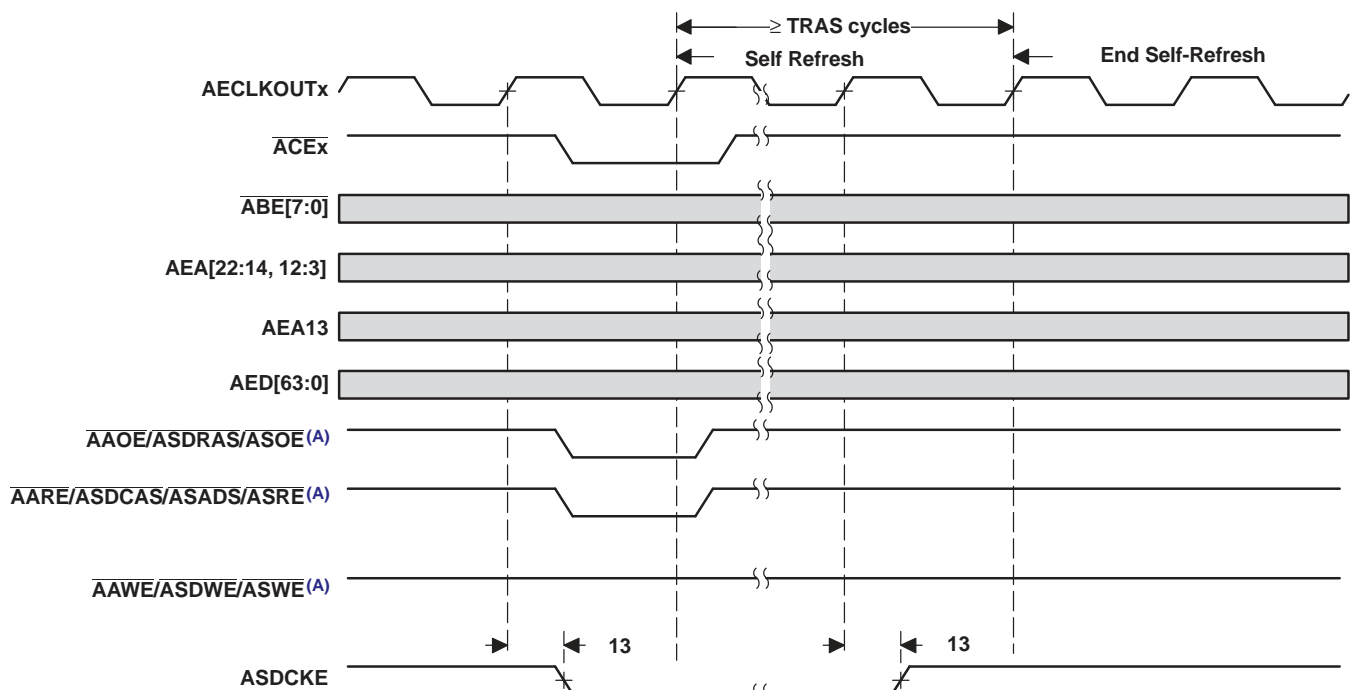 ≥ TRAS cycles
Self Refresh
End Self-Refresh
AECLKOUTx
ACEx
ABE[7:0]
AEA[22:14, 12:3]
AEA13
AED[63:0]
AAOE/ASDRAS/ASOE(A)
AARE/ASDCAS/ASADS/ASRE(A)
AAWE/ASDWE/ASWE(A)
13
13
ASDCKE